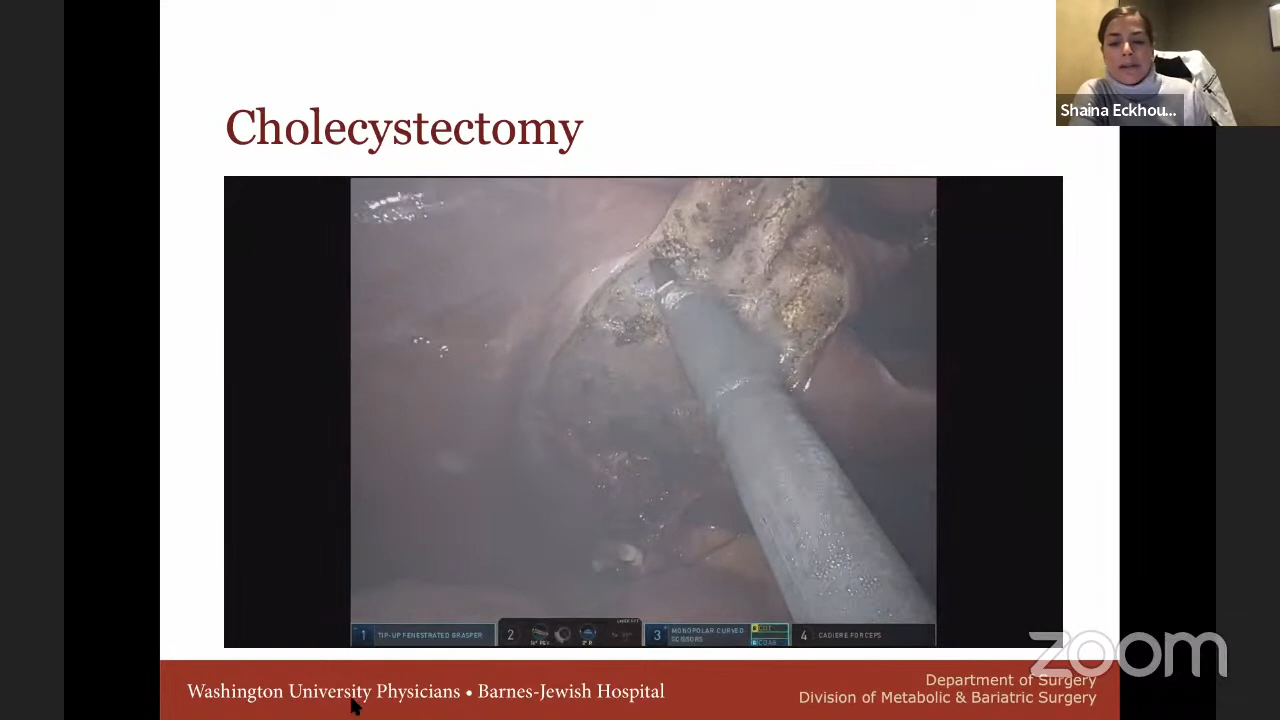 Shaina Eckhou...
Cholecystectomy
1 TIP-UP FENESTRATED GRASPER
2
3 MONOPOLAR CURVED SCISSORS
4 CADIERE FORCEPS
zoom
Washington University Physicians • Barnes-Jewish Hospital
Department of Surgery
Division of Metabolic & Bariatric Surgery